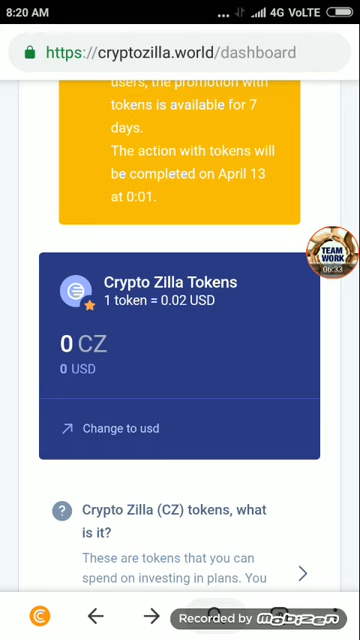 8:20 AM ... 4G VoLTE
https://cryptozilla.world/dashboard
users, the promotion with
tokens is available for 7
days.
The action with tokens will
be completed on April 13
at 0:01.
TEAM
WORK
06:33
Crypto Zilla Tokens
1 token = 0.02 USD
0 CZ
0 USD
Change to usd
? Crypto Zilla (CZ) tokens, what
is it?
These are tokens that you can
spend on investing in plans. You
Recorded by mobizen